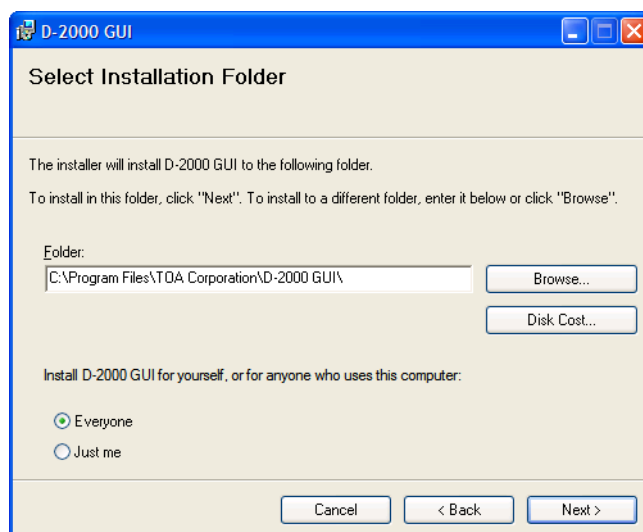 D-2000 GUI
Select Installation Folder
The installer will install D-2000 GUI to the following folder.
To install in this folder, click "Next". To install to a different folder, enter it below or click "Browse".
Folder:
C:\Program Files\TOA Corporation\D-2000 GUI\
Browse...
Disk Cost...
Install D-2000 GUI for yourself, or for anyone who uses this computer:
Everyone
Just me
Cancel
< Back
Next >